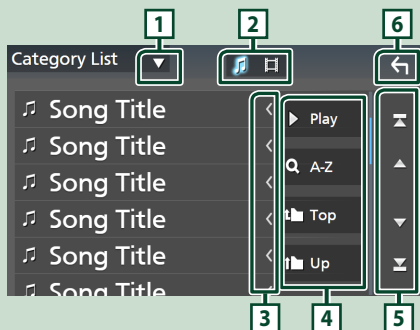 1 2 6
Category List
Song Title
Song Title
Song Title
Song Title
Song Title
Song Title
Play
A-Z
Top
Up
3 4 5